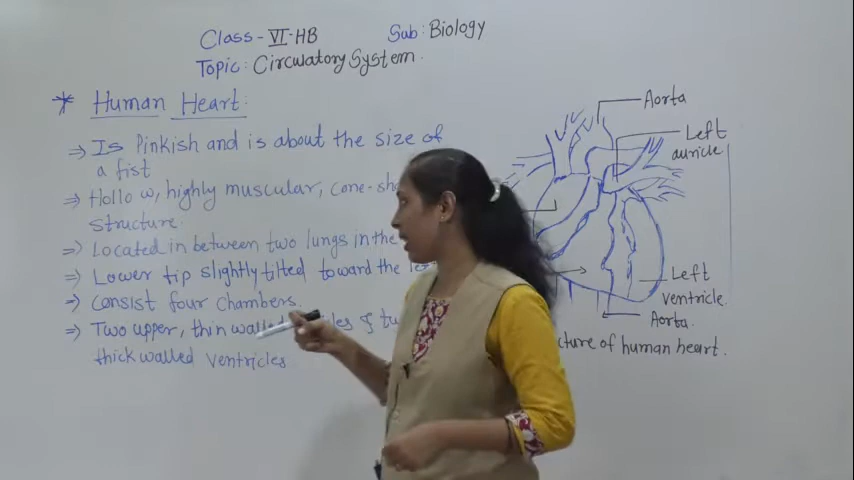 Class - VI-HB Sub: Biology
Topic: Circulatory System.
* Human Heart:
⇒ Is Pinkish and is about the size of
a fist
⇒ Hollow, highly muscular, cone-sh
structure.
⇒ Located in between two lungs in the
⇒ Lower tip slightly tilted toward the
⇒ Consist four chambers.
⇒ Two upper, thin
thick walled ventricles
Aorta
Left
auricle
Left
ventricle.
Aorta.
cture of human heart.